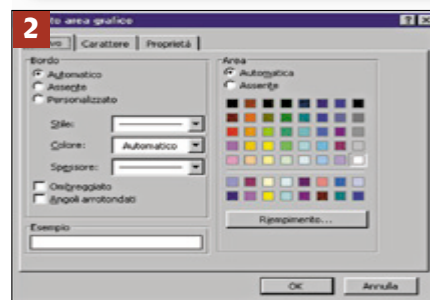 2
to area grafico
vo Carattere Proprietà
Bordo
Automatico
Assente
Personalizzato
Stile:
Colore: Automatico
Spessore:
Ombreggiato
Angoli arrotondati
Esempio
Area
Automatica
Assente
Riempimento...
OK Annulla